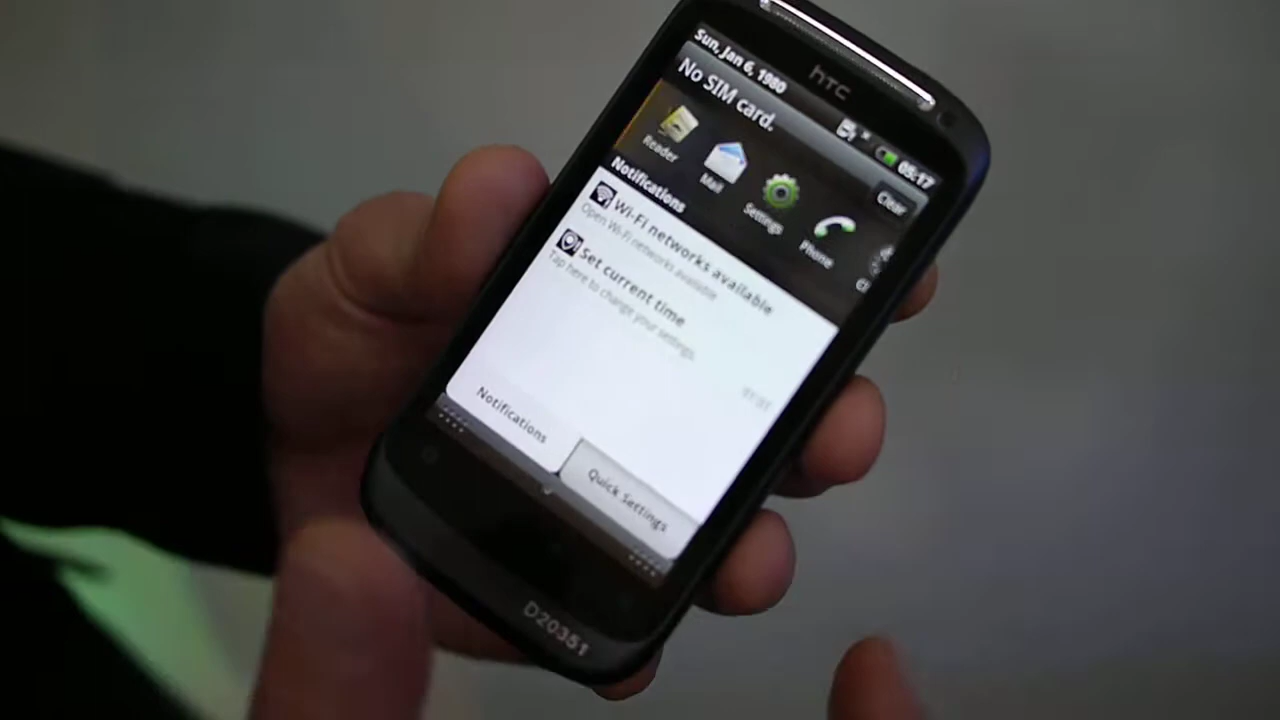 htc
Sun, Jan 6, 1980
05:17
No SIM card.
Clear
Reader
Mail
Settings
Phone
Notifications
Wi-Fi networks available
Open Wi-Fi networks available
Set current time
Tap here to change your settings.
Notifications
Quick Settings
D20351